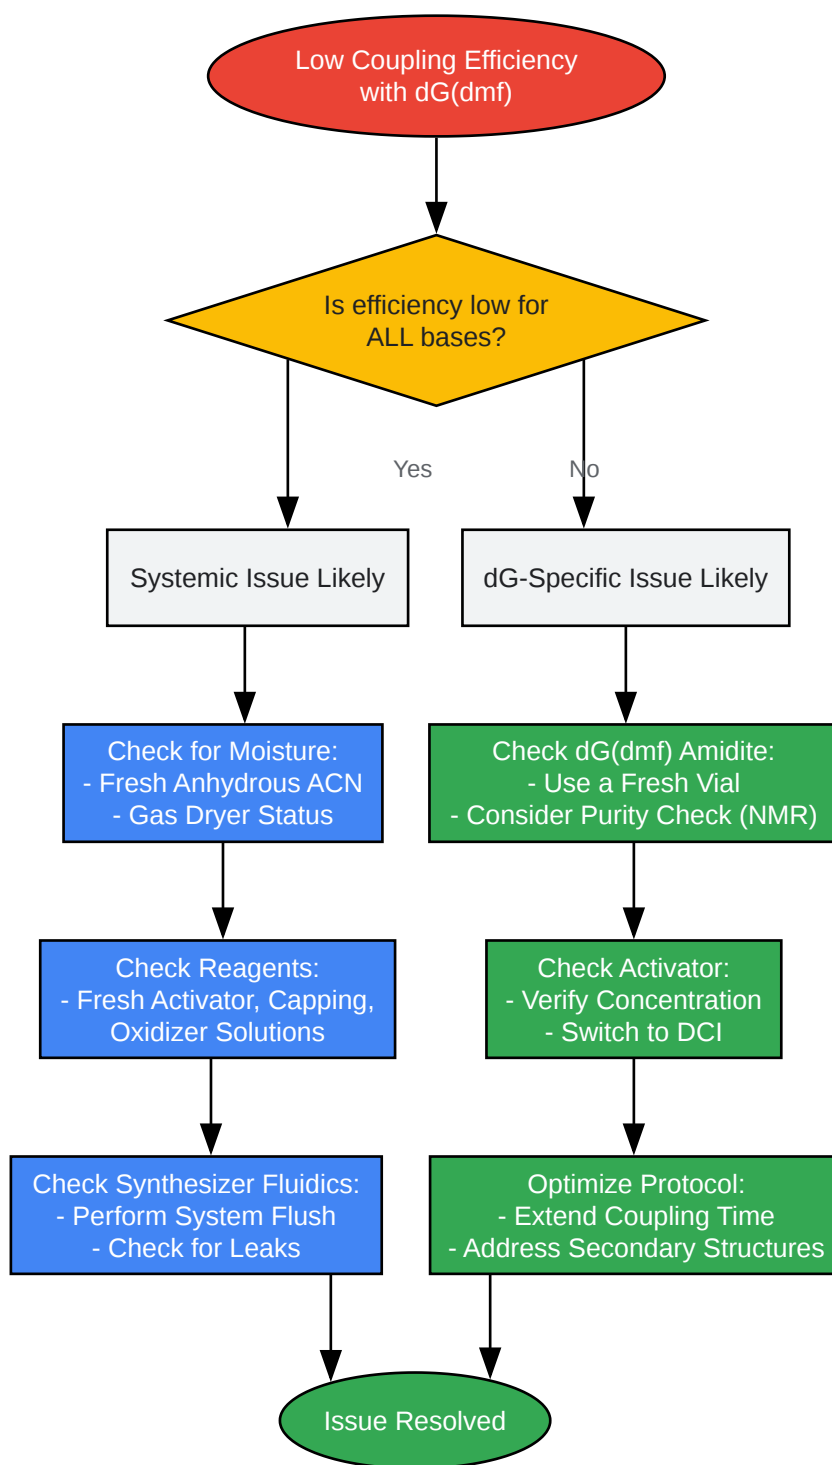 Low Coupling Efficiency
with dG(dmf)
Is efficiency low for
ALL bases?
Yes
No
Systemic Issue Likely
dG-Specific Issue Likely
Check for Moisture:
- Fresh Anhydrous ACN
- Gas Dryer Status
Check dG(dmf) Amidite:
- Use a Fresh Vial
- Consider Purity Check (NMR)
Check Reagents:
- Fresh Activator, Capping,
Oxidizer Solutions
Check Activator:
- Verify Concentration
- Switch to DCI
Check Synthesizer Fluidics:
- Perform System Flush
- Check for Leaks
Optimize Protocol:
- Extend Coupling Time
- Address Secondary Structures
Issue Resolved